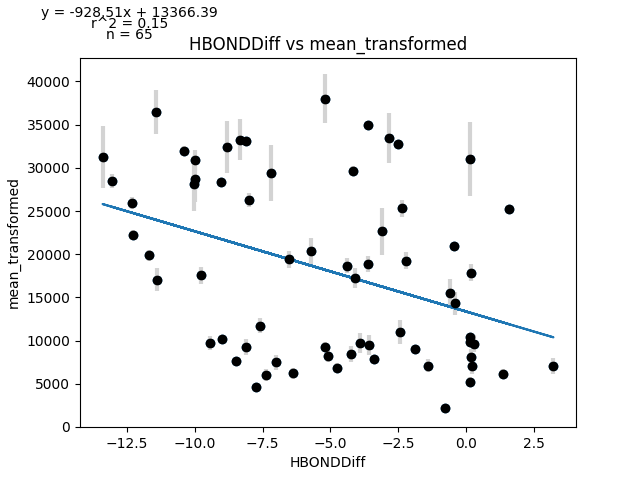 y = -928.51x + 13366.39
r^2 = 0.15
n = 65
HBONDDiff vs mean_transformed
40000
35000
30000
25000
20000
15000
10000
5000
0
mean_transformed
−12.5 −10.0 −7.5 −5.0 −2.5 0.0 2.5
HBONDDiff